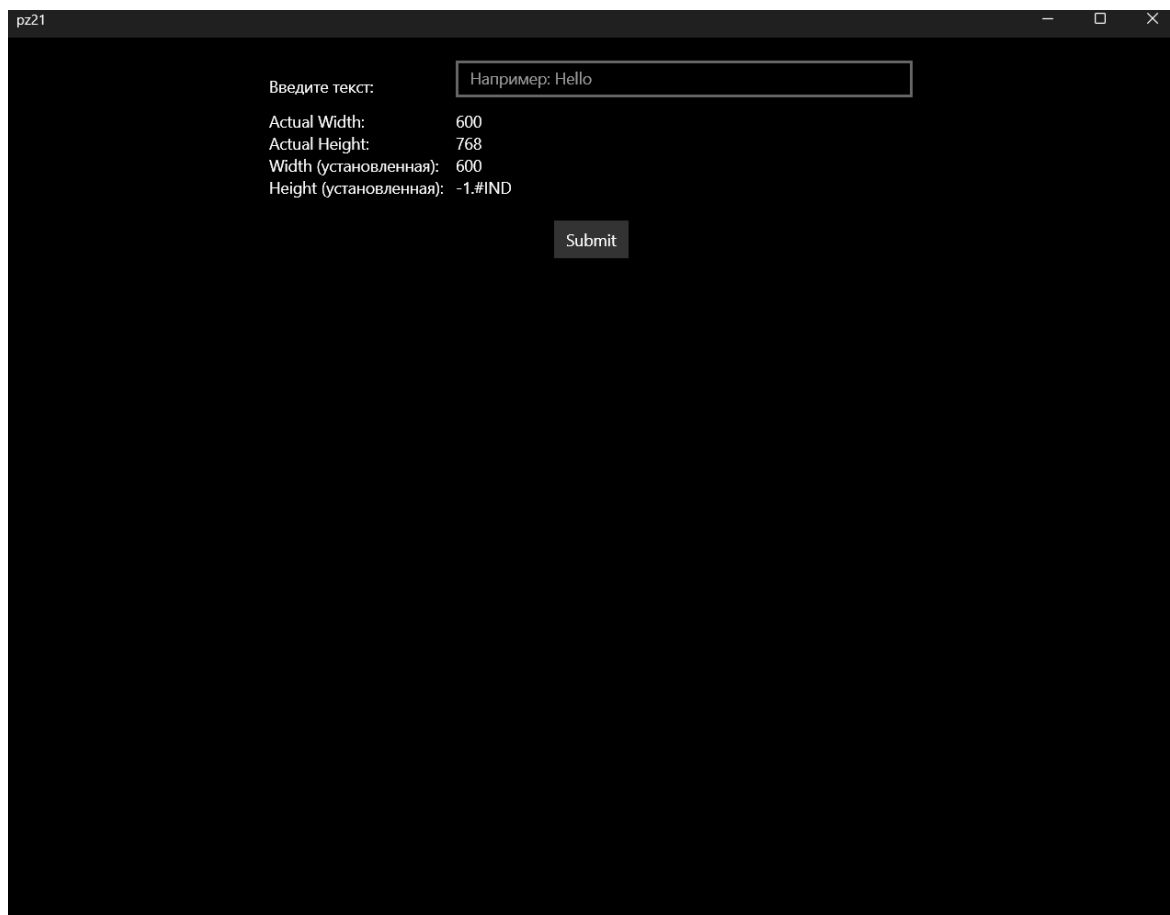 pz21
Введите текст: Например: Hello
Actual Width: 600
Actual Height: 768
Width (установленная): 600
Height (установленная): -1.#IND
Submit